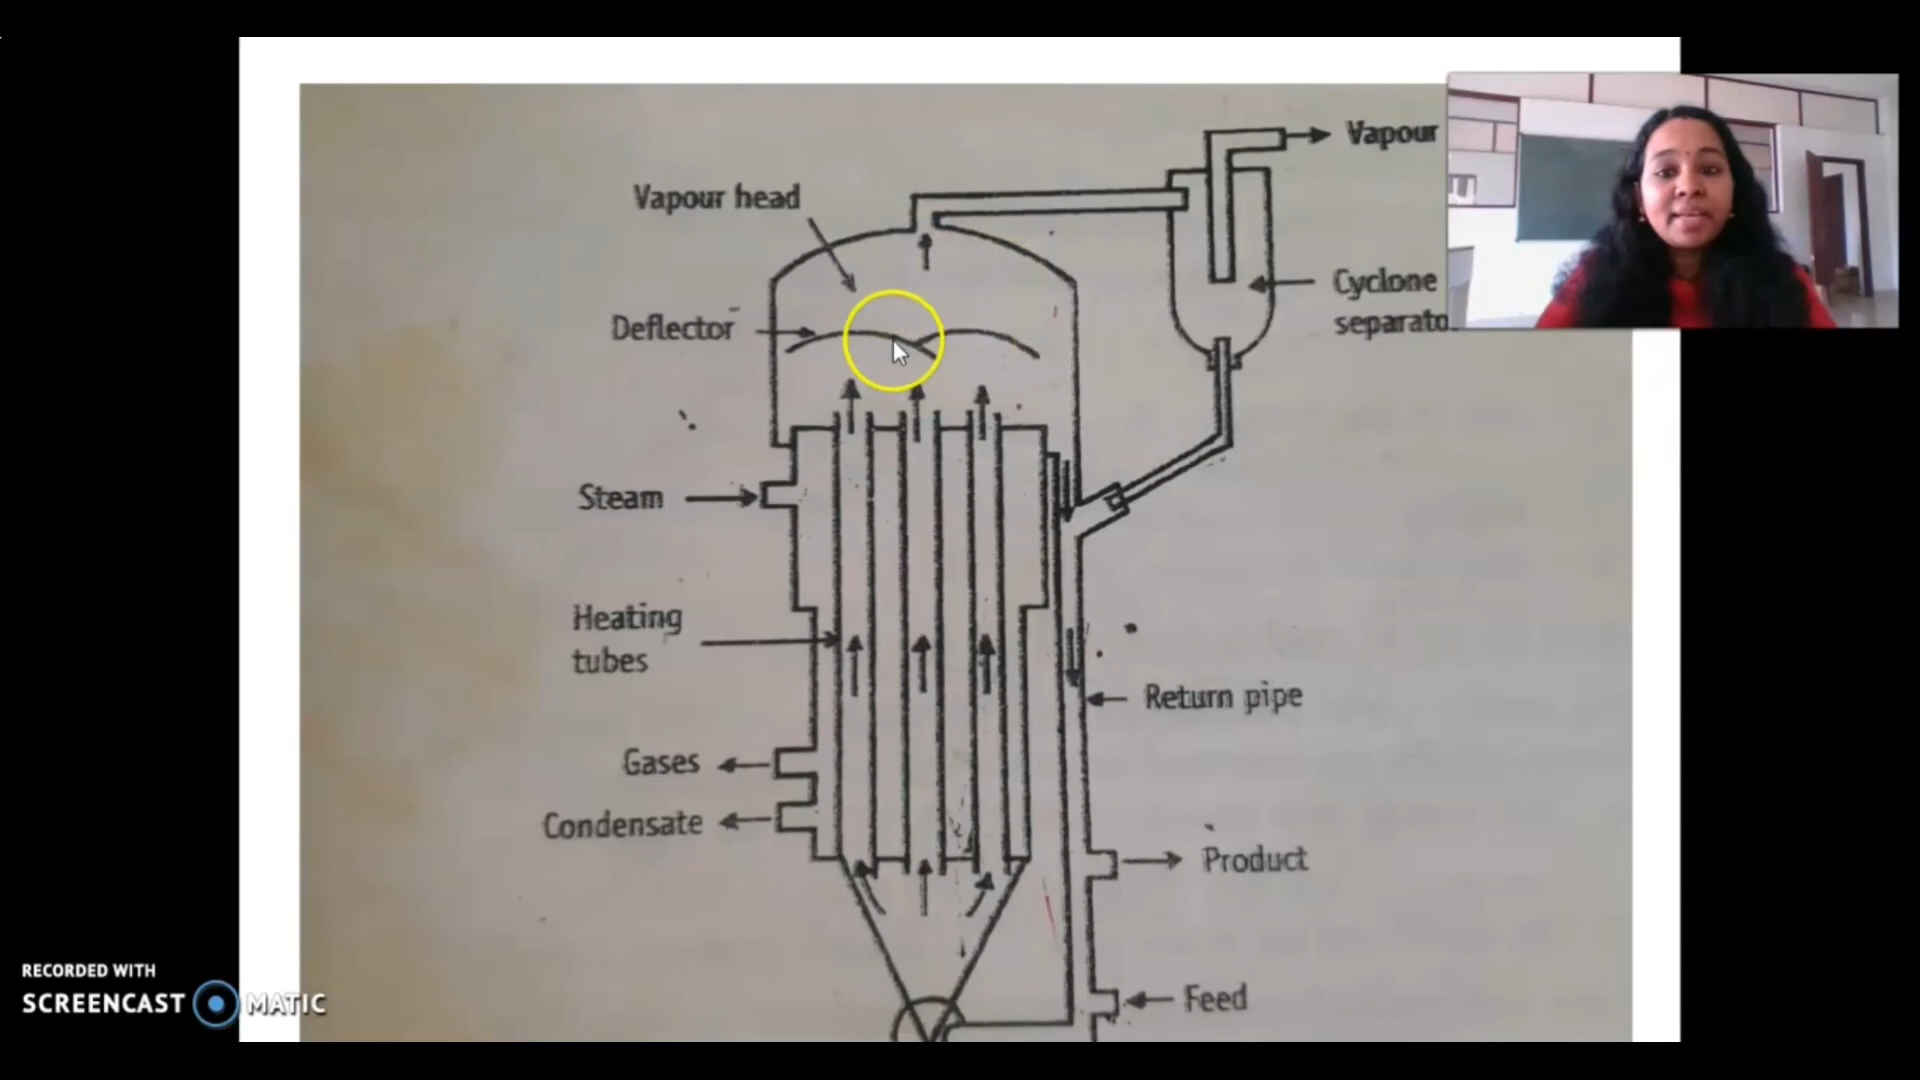 Vapour
Vapour head
Cyclone
separato
Deflector
Steam
Heating
tubes
Return pipe
Gases
Condensate
Product
Feed
RECORDED WITH
SCREENCAST MATIC